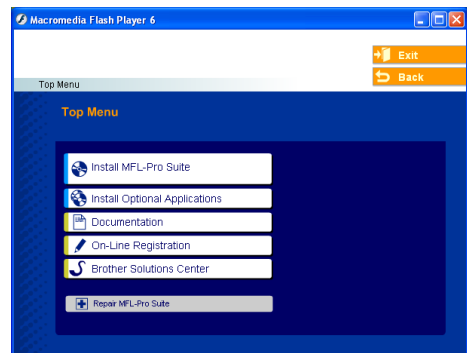 Macromedia Flash Player 6
Exit
Back
Top Menu
Top Menu
Install MFL-Pro Suite
Install Optional Applications
Documentation
On-Line Registration
Brother Solutions Center
Repair MFL-Pro Suite